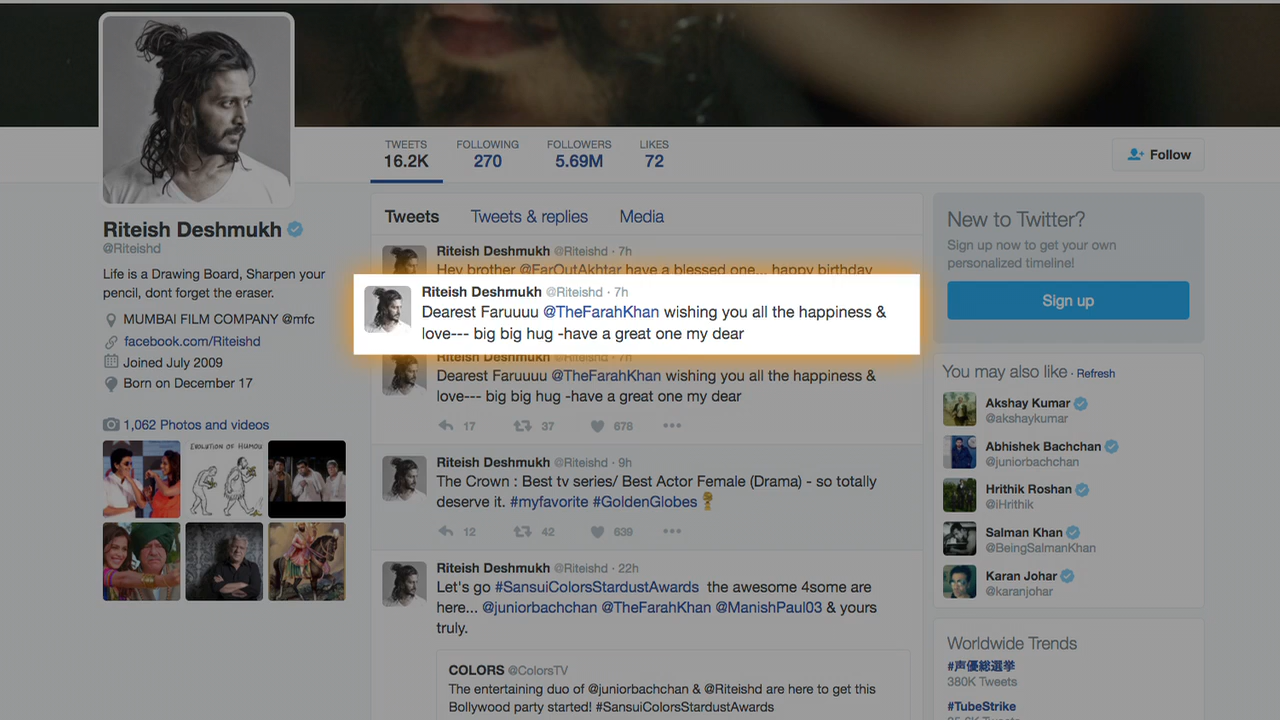 TWEETS
16.2K
FOLLOWING
270
FOLLOWERS
5.69M
LIKES
72
Follow
Riteish Deshmukh
@Riteishd
Life is a Drawing Board, Sharpen your
pencil, dont forget the eraser.
MUMBAI FILM COMPANY @mfc
facebook.com/Riteishd
Joined July 2009
Born on December 17
1,062 Photos and videos
EVOLUTION OF HUMOU
Tweets Tweets & replies Media
Riteish Deshmukh @Riteishd · 7h
Hey brother @FarOutAkhtar have a blessed one... happy birthday
Riteish Deshmukh @Riteishd · 7h
Dearest Faruuuu @TheFarahKhan wishing you all the happiness &
love--- big big hug -have a great one my dear
Riteish Deshmukh @Riteishd · 7h
Dearest Faruuuu @TheFarahKhan wishing you all the happiness &
love--- big big hug -have a great one my dear
17 37 678
Riteish Deshmukh @Riteishd · 9h
The Crown : Best tv series/ Best Actor Female (Drama) - so totally
deserve it. #myfavorite #GoldenGlobes
12 42 639
Riteish Deshmukh @Riteishd · 22h
Let's go #SansuiColorsStardustAwards the awesome 4some are
here... @juniorbachchan @TheFarahKhan @ManishPaul03 & yours
truly.
COLORS @ColorsTV
The entertaining duo of @juniorbachchan & @Riteishd are here to get this
Bollywood party started! #SansuiColorsStardustAwards
New to Twitter?
Sign up now to get your own
personalized timeline!
Sign up
You may also like · Refresh
Akshay Kumar
@akshaykumar
Abhishek Bachchan
@juniorbachchan
Hrithik Roshan
@iHrithik
Salman Khan
@BeingSalmanKhan
Karan Johar
@karanjohar
Worldwide Trends
#声優総選挙
380K Tweets
#TubeStrike